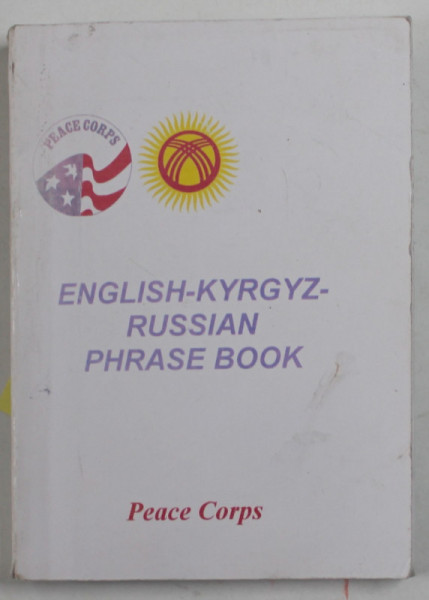 PEACE CORPS
ENGLISH-KYRGYZ-
RUSSIAN
PHRASE BOOK
Peace Corps